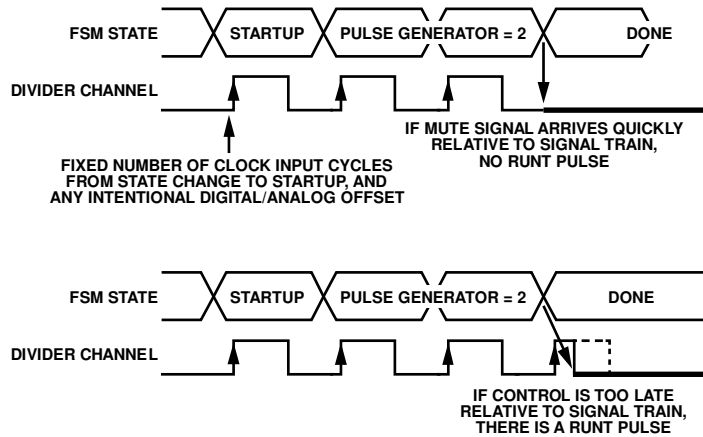 FSM STATE
STARTUP
PULSE GENERATOR = 2
DONE
DIVIDER CHANNEL
IF MUTE SIGNAL ARRIVES QUICKLY
RELATIVE TO SIGNAL TRAIN,
NO RUNT PULSE
FIXED NUMBER OF CLOCK INPUT CYCLES
FROM STATE CHANGE TO STARTUP, AND
ANY INTENTIONAL DIGITAL/ANALOG OFFSET
FSM STATE
STARTUP
PULSE GENERATOR = 2
DONE
DIVIDER CHANNEL
IF CONTROL IS TOO LATE
RELATIVE TO SIGNAL TRAIN,
THERE IS A RUNT PULSE